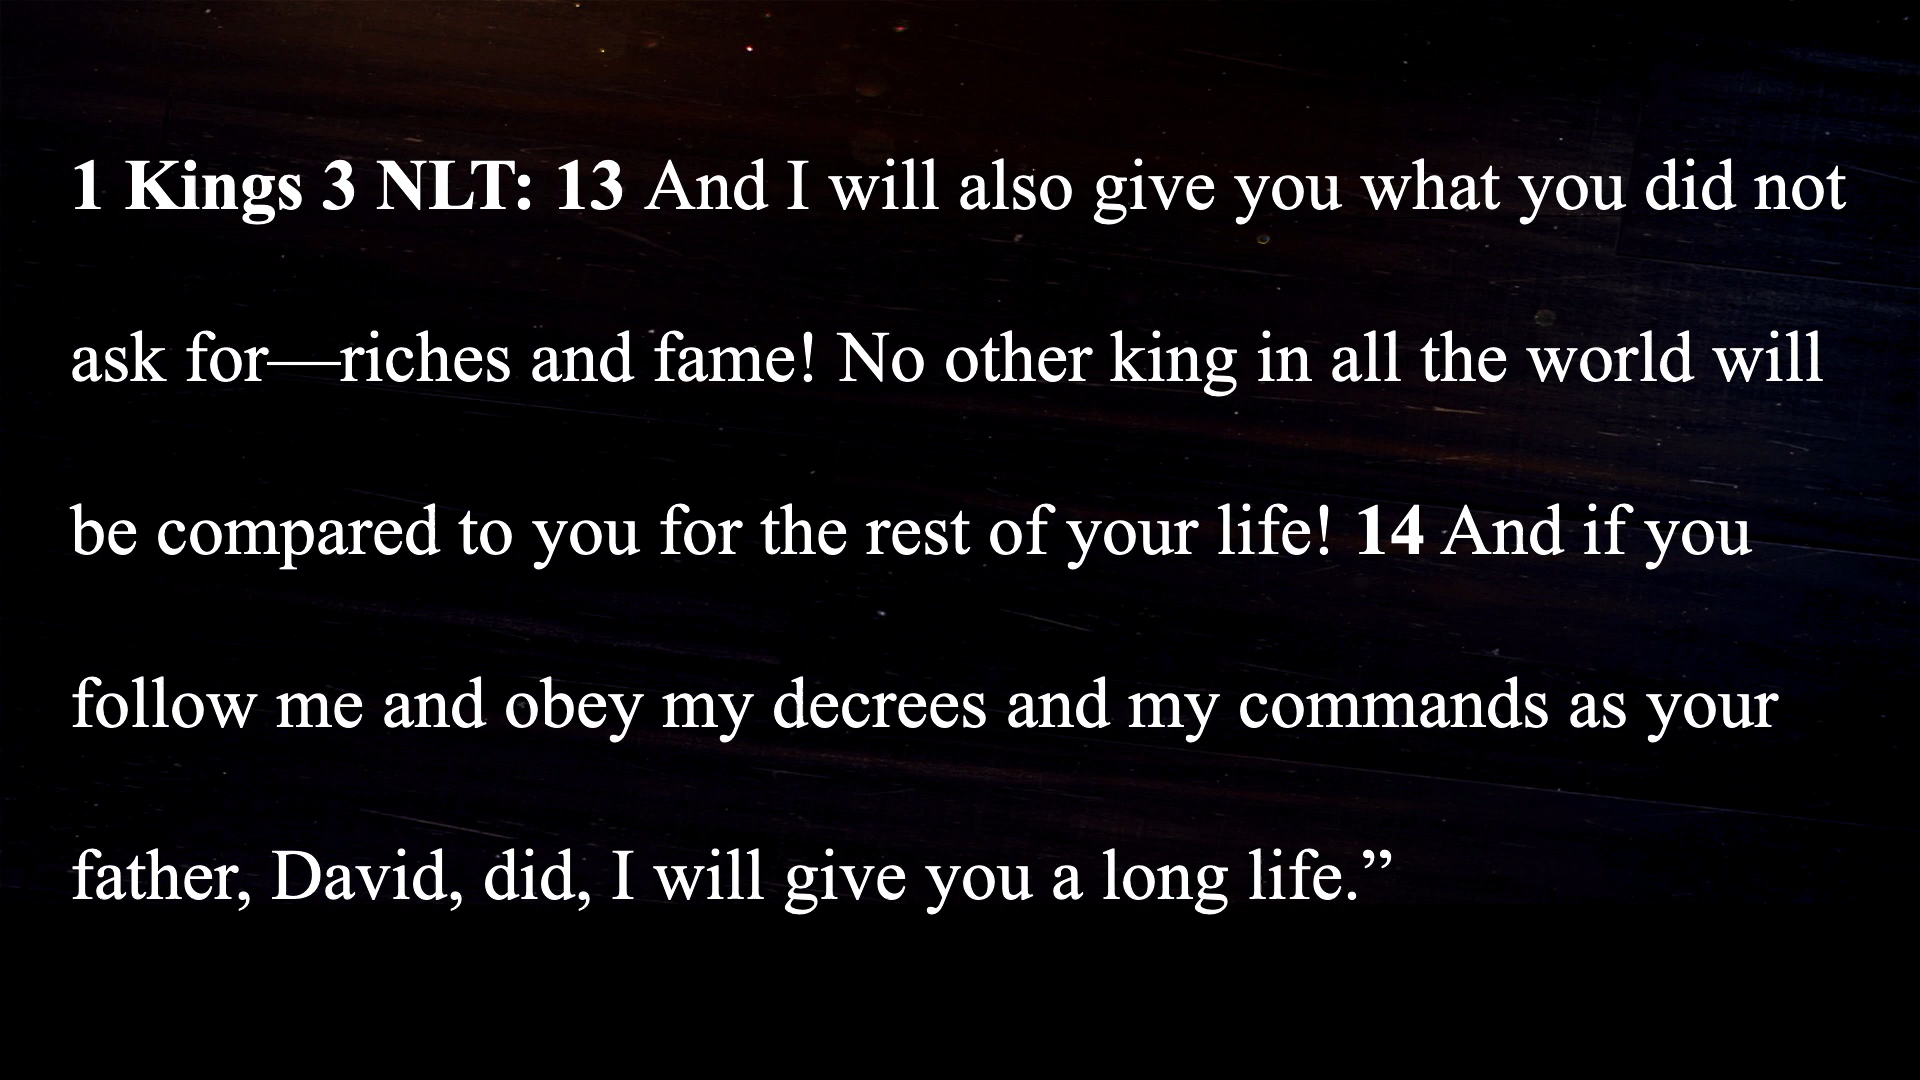 1 Kings 3 NLT: 13 And I will also give you what you did not
ask for—riches and fame! No other king in all the world will
be compared to you for the rest of your life! 14 And if you
follow me and obey my decrees and my commands as your
father, David, did, I will give you a long life.”